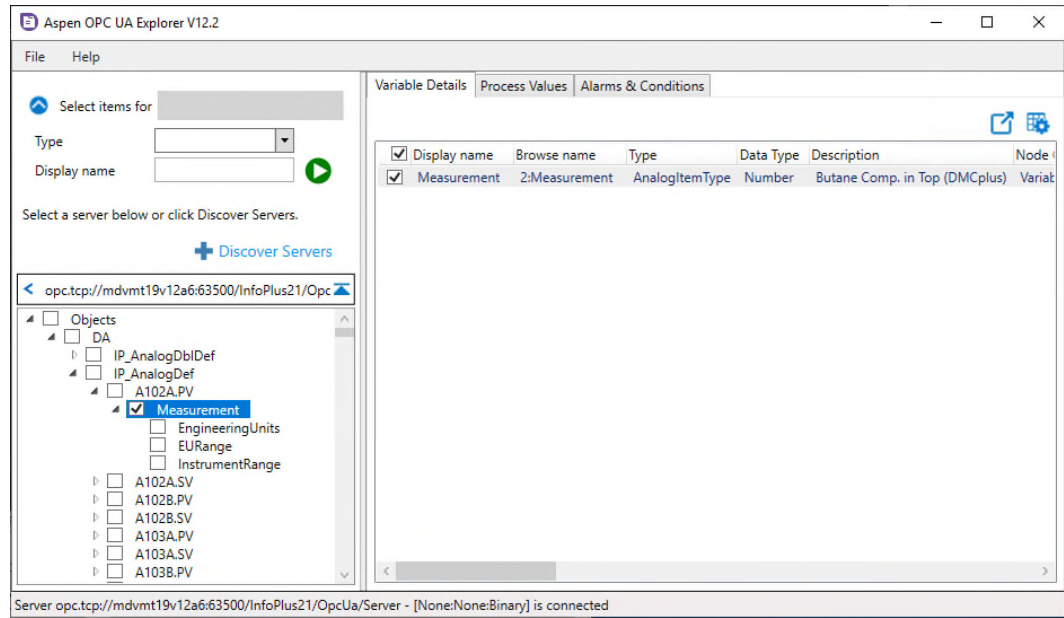 Aspen OPC UA Explorer V12.2
File Help
Select items for
Type
Display name
Select a server below or click Discover Servers.
Discover Servers
opc.tcp://mdvmt19v12a6:63500/InfoPlus21/Opc
Objects
DA
IP_AnalogDblDef
IP_AnalogDef
A102A.PV
Measurement
EngineeringUnits
EURange
InstrumentRange
A102A.SV
A102B.PV
A102B.SV
A103A.PV
A103A.SV
A103B.PV
Variable Details Process Values Alarms & Conditions
Display name Browse name Type Data Type Description Node
Measurement 2:Measurement AnalogItemType Number Butane Comp. in Top (DMCplus) Variab
Server opc.tcp://mdvmt19v12a6:63500/InfoPlus21/OpcUa/Server - [None:None:Binary] is connected